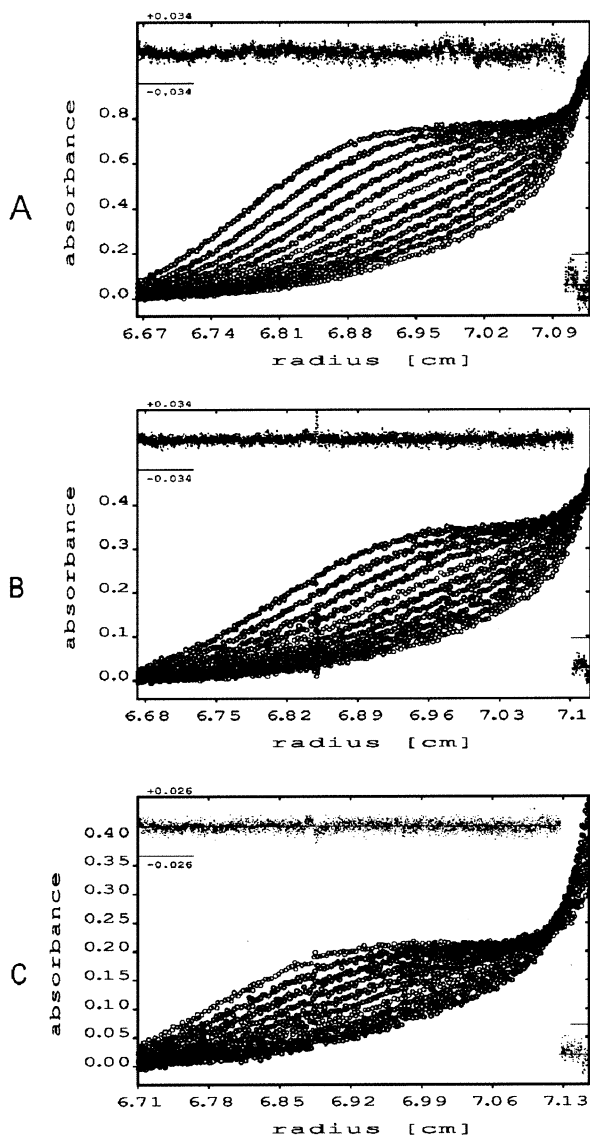 A
+0.034
-0.034
absorbance
0.8
0.6
0.4
0.2
0.0
6.67 6.74 6.81 6.88 6.95 7.02 7.09
radius [cm]
B
+0.034
-0.034
absorbance
0.4
0.3
0.2
0.1
0.0
6.68 6.75 6.82 6.89 6.96 7.03 7.1
radius [cm]
C
+0.026
-0.026
absorbance
0.40
0.35
0.30
0.25
0.20
0.15
0.10
0.05
0.00
6.71 6.78 6.85 6.92 6.99 7.06 7.13
radius [cm]